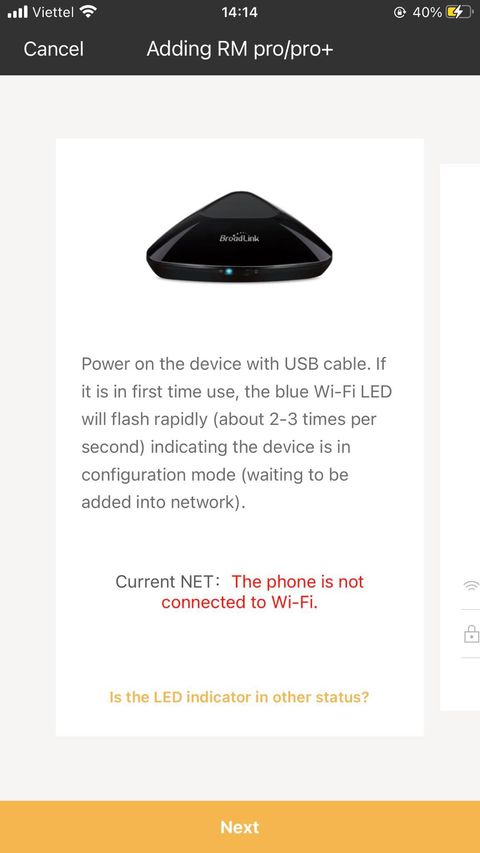 Viettel 14:14 40%
Cancel Adding RM pro/pro+
BroadLink
Power on the device with USB cable. If
it is in first time use, the blue Wi-Fi LED
will flash rapidly (about 2-3 times per
second) indicating the device is in
configuration mode (waiting to be
added into network).
Current NET： The phone is not
connected to Wi-Fi.
Is the LED indicator in other status?
Next